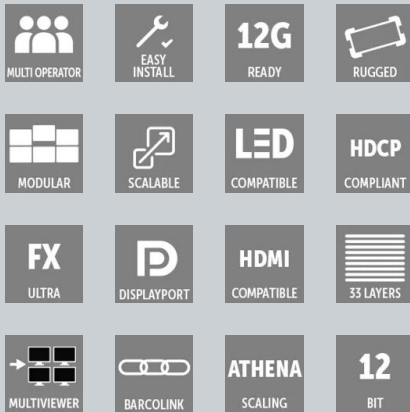 MULTI OPERATOR
EASY
INSTALL
12G
READY
RUGGED
MODULAR
SCALABLE
LED
COMPATIBLE
HDCP
COMPLIANT
FX
ULTRA
DISPLAYPORT
HDMI
COMPATIBLE
33 LAYERS
MULTIVIEWER
BARCOLINK
ATHENA
SCALING
12
BIT